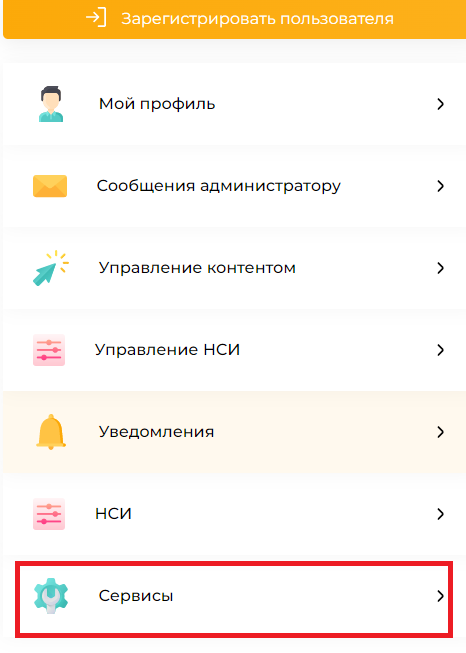 Зарегистрировать пользователя
Мой профиль
Сообщения администратору
Управление контентом
Управление НСИ
Уведомления
НСИ
Сервисы